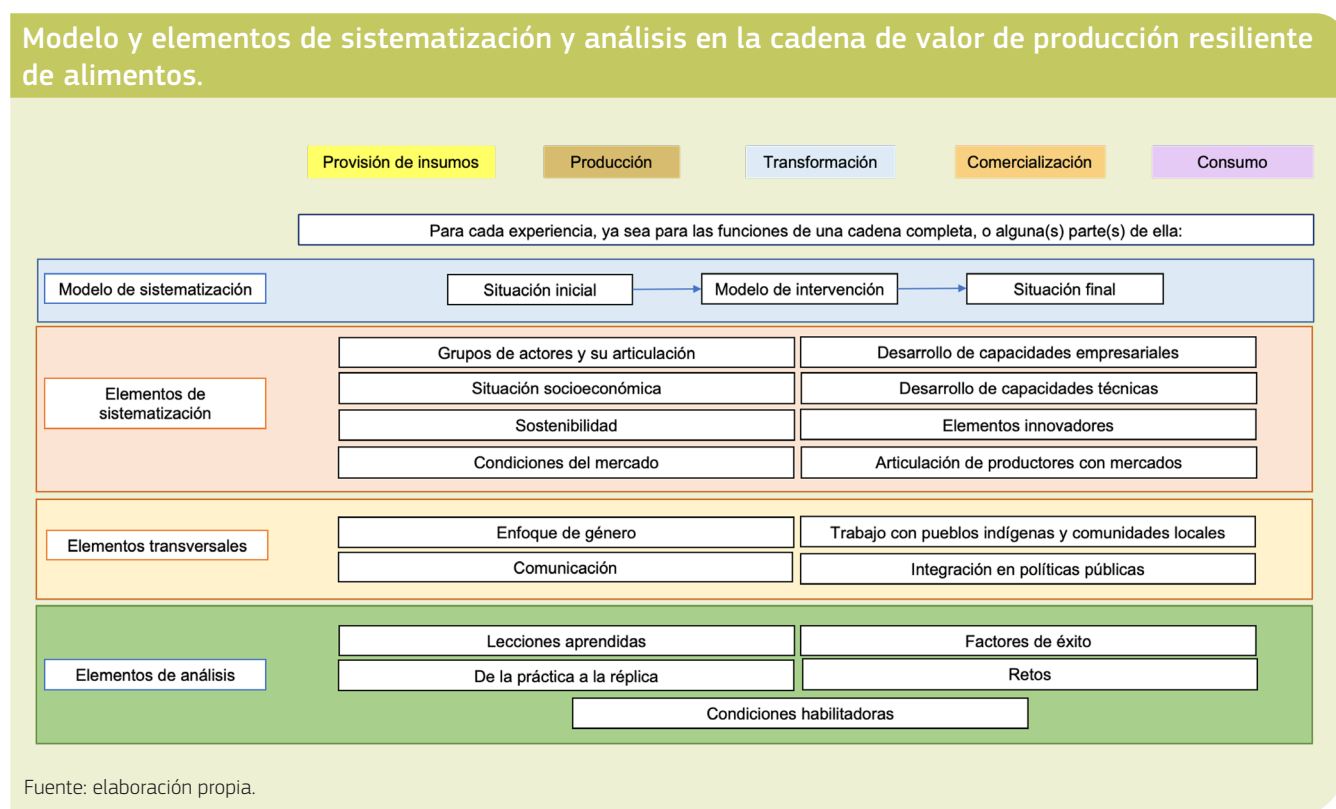 Modelo y elementos de sistematización y análisis en la cadena de valor de producción resiliente
de alimentos.
Provisión de insumos
Producción
Transformación
Comercialización
Consumo
Para cada experiencia, ya sea para las funciones de una cadena completa, o alguna(s) parte(s) de ella:
Modelo de sistematización
Situación inicial
Modelo de intervención
Situación final
Elementos de
sistematización
Grupos de actores y su articulación
Desarrollo de capacidades empresariales
Situación socioeconómica
Desarrollo de capacidades técnicas
Sostenibilidad
Elementos innovadores
Condiciones del mercado
Articulación de productores con mercados
Elementos transversales
Enfoque de género
Trabajo con pueblos indígenas y comunidades locales
Comunicación
Integración en políticas públicas
Elementos de análisis
Lecciones aprendidas
Factores de éxito
De la práctica a la réplica
Retos
Condiciones habilitadoras
Fuente: elaboración propia.